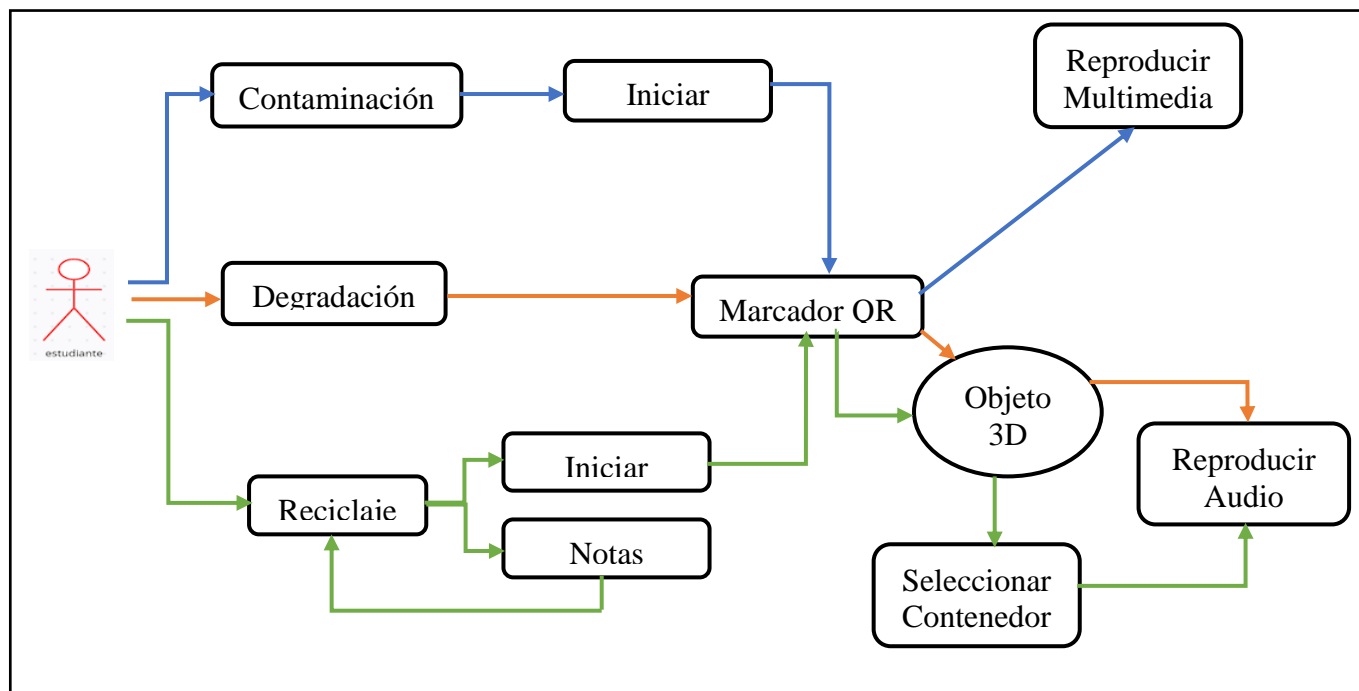 Contaminación
Iniciar
Reproducir
Multimedia
Degradación
Marcador QR
estudiante
Objeto
3D
Iniciar
Reproducir
Audio
Reciclaje
Notas
Seleccionar
Contenedor